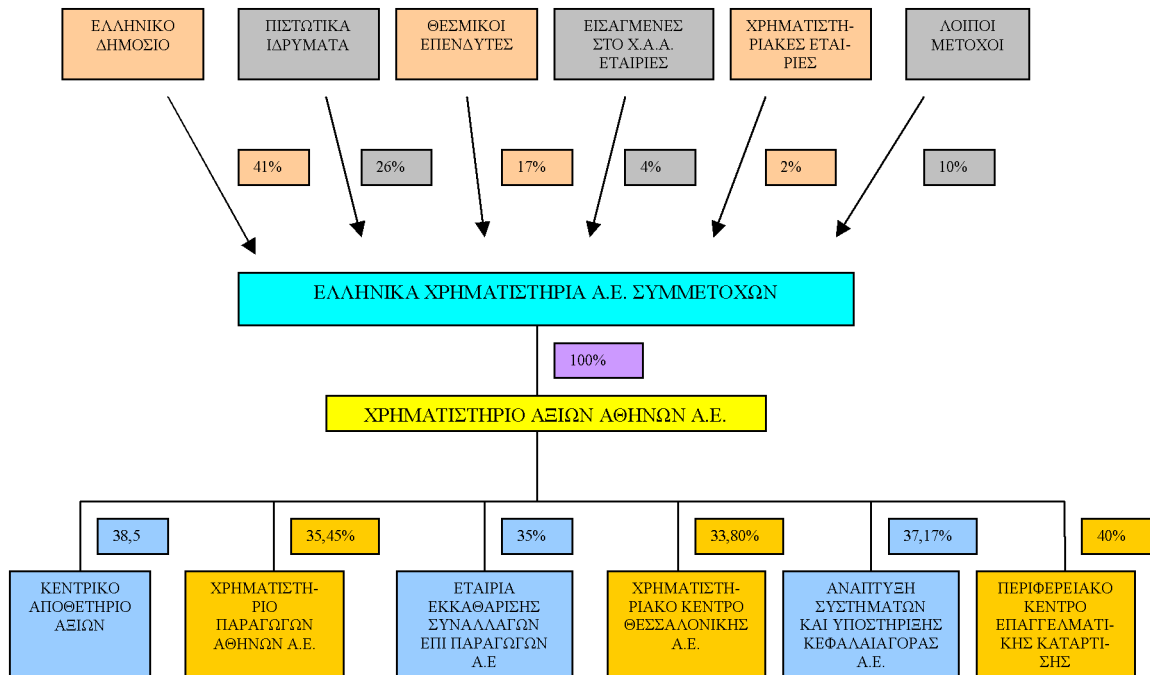 ΕΛΛΗΝΙΚΟ
ΔΗΜΟΣΙΟ
ΠΙΣΤΩΤΙΚΑ
ΙΔΡΥΜΑΤΑ
ΘΕΣΜΙΚΟΙ
ΕΠΕΝΔΥΤΕΣ
ΕΙΣΑΓΜΕΝΕΣ
ΣΤΟ Χ.Α.Α.
ΕΤΑΙΡΙΕΣ
ΧΡΗΜΑΤΙΣΤΗ-
ΡΙΑΚΕΣ ΕΤΑΙ-
ΡΙΕΣ
ΛΟΙΠΟΙ
ΜΕΤΟΧΟΙ
41%
26%
17%
4%
2%
10%
ΕΛΛΗΝΙΚΑ ΧΡΗΜΑΤΙΣΤΗΡΙΑ Α.Ε. ΣΥΜΜΕΤΟΧΩΝ
100%
ΧΡΗΜΑΤΙΣΤΗΡΙΟ ΑΞΙΩΝ ΑΘΗΝΩΝ Α.Ε.
38,5
35,45%
35%
33,80%
37,17%
40%
ΚΕΝΤΡΙΚΟ
ΑΠΟΘΕΤΗΡΙΟ
ΑΞΙΩΝ
ΧΡΗΜΑΤΙΣΤΗ-
ΡΙΟ
ΠΑΡΑΓΩΓΩΝ
ΑΘΗΝΩΝ Α.Ε.
ΕΤΑΙΡΙΑ
ΕΚΚΑΘΑΡΙΣΗΣ
ΣΥΝΑΛΛΑΓΩΝ
ΕΠΙ ΠΑΡΑΓΩΓΩΝ
Α.Ε
ΧΡΗΜΑΤΙΣΤΗ-
ΡΙΑΚΟ ΚΕΝΤΡΟ
ΘΕΣΣΑΛΟΝΙΚΗΣ
Α.Ε.
ΑΝΑΠΤΥΞΗ
ΣΥΣΤΗΜΑΤΩΝ
ΚΑΙ ΥΠΟΣΤΗΡΙΞΗΣ
ΚΕΦΑΛΑΙΑΓΟΡΑΣ
Α.Ε.
ΠΕΡΙΦΕΡΕΙΑΚΟ
ΚΕΝΤΡΟ
ΕΠΑΓΓΕΛΜΑΤΙ-
ΚΗΣ ΚΑΤΑΡΤΙ-
ΣΗΣ